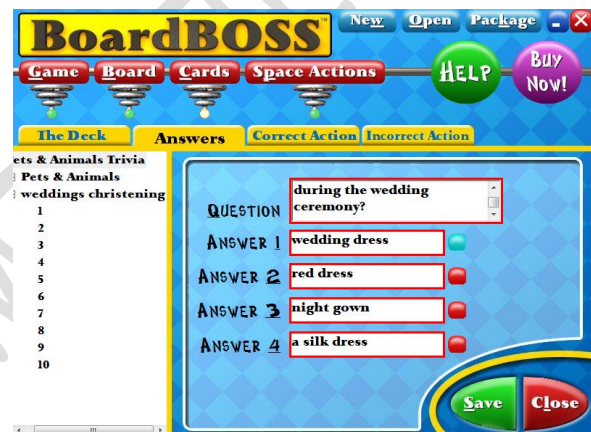 BoardBOSS™
New Open Package
Game Board Cards Space Actions
HELP
Buy
Now!
The Deck Answers Correct Action Incorrect Action
ets & Animals Trivia
Pets & Animals
weddings christening
1
2
3
4
5
6
7
8
9
10
QUESTION
during the wedding
ceremony?
ANSWER 1 wedding dress
ANSWER 2 red dress
ANSWER 3 night gown
ANSWER 4 a silk dress
Save Close